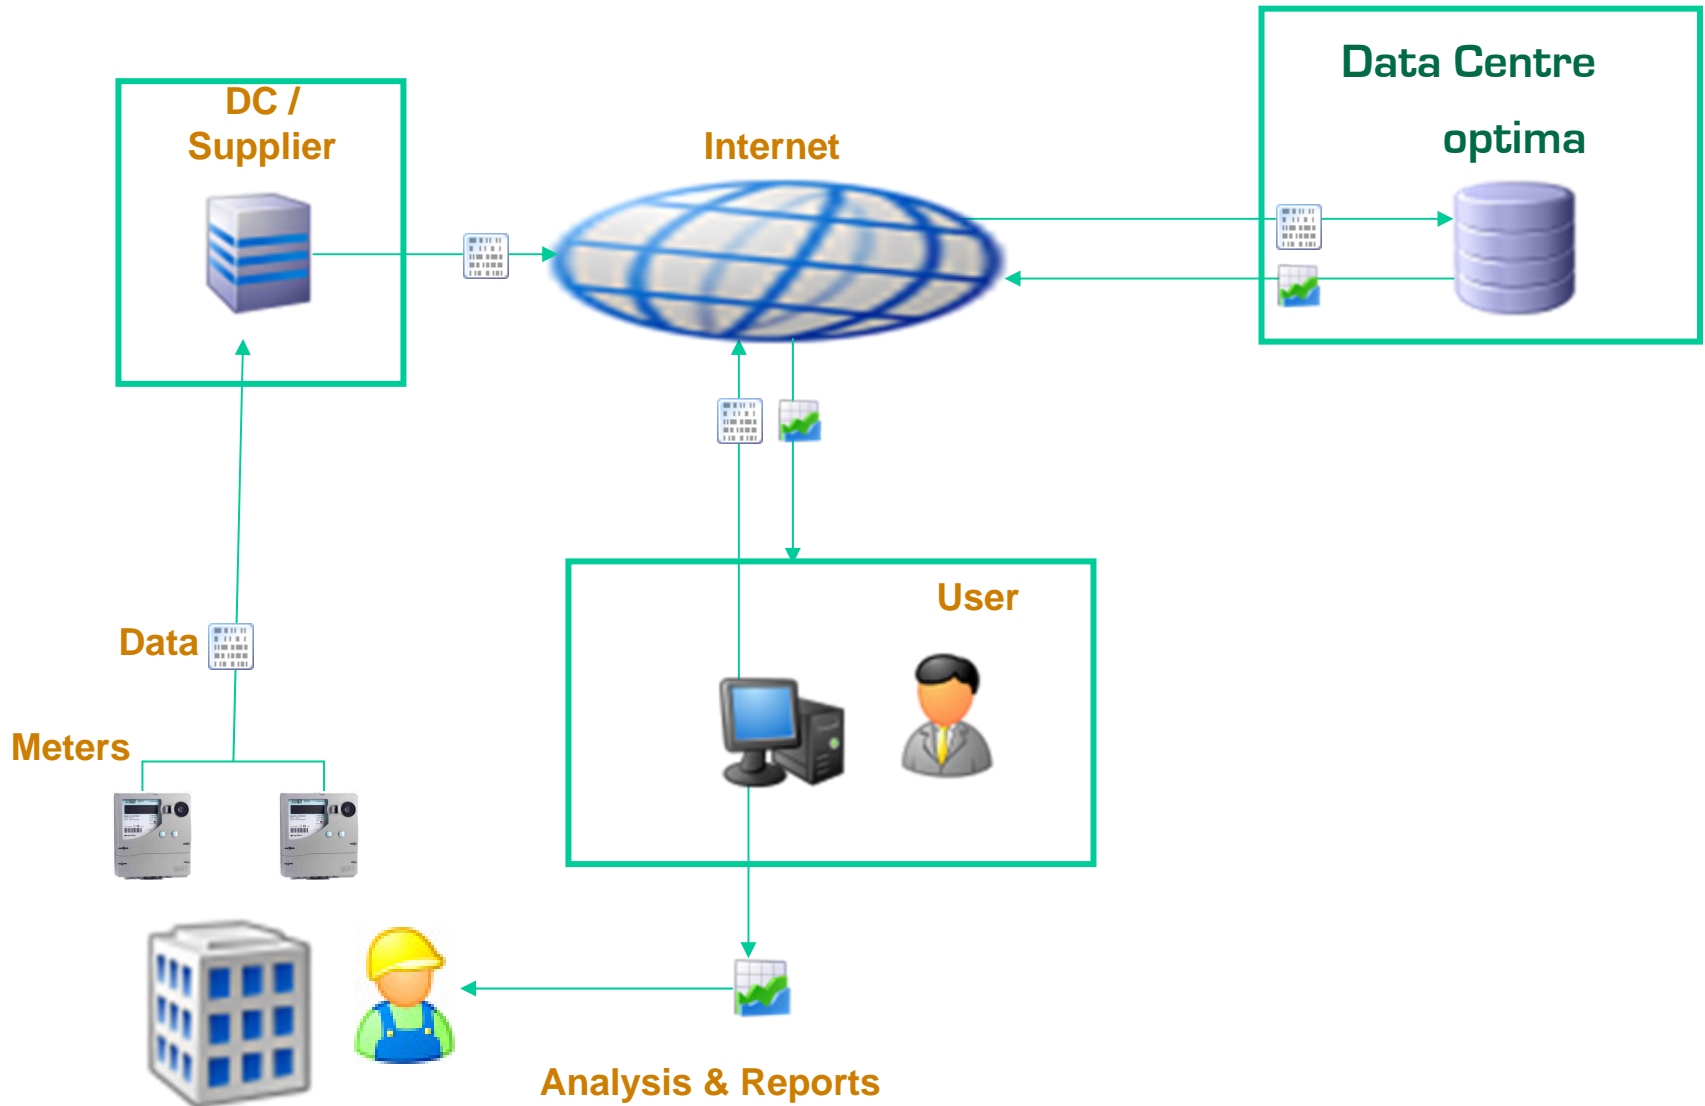 Data Centre
optima
DC /
Supplier
Internet
User
Data
Meters
Analysis & Reports